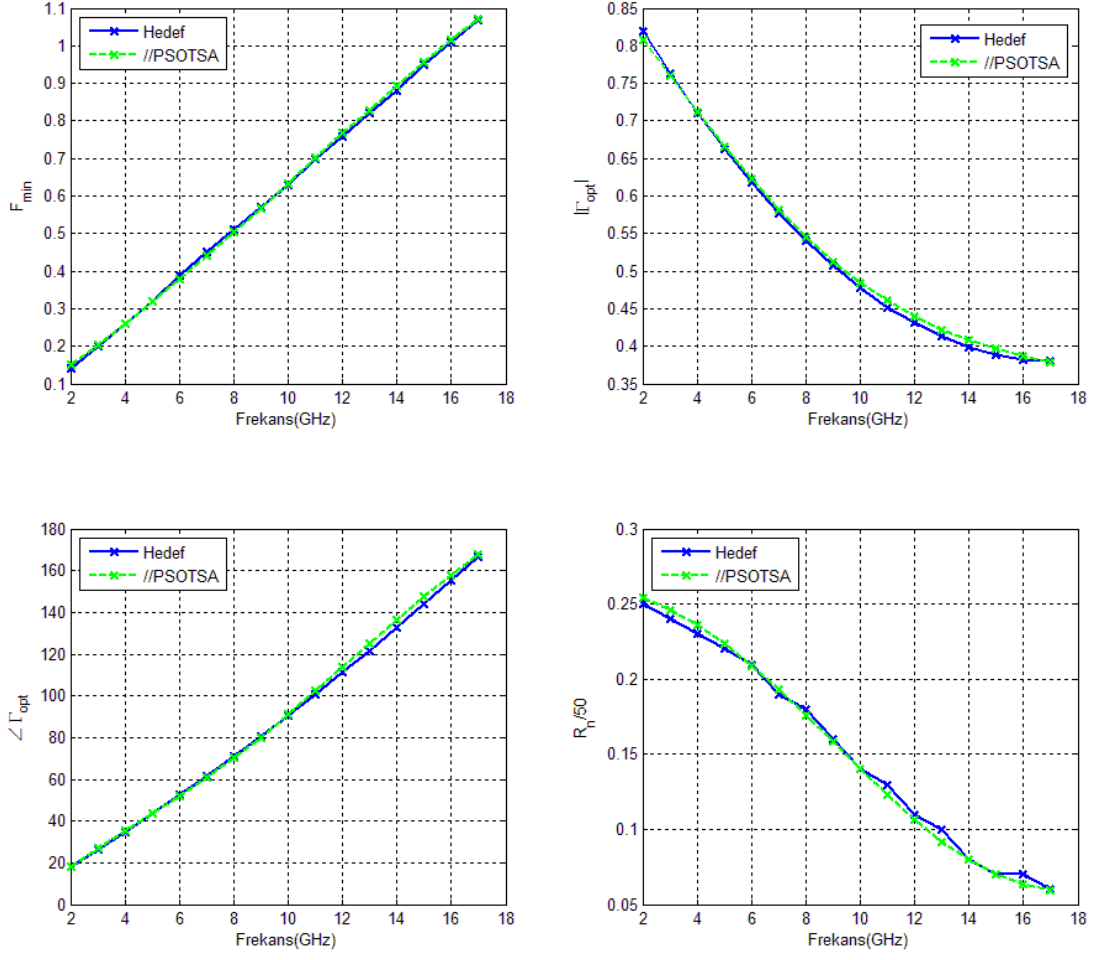 1.1
1
0.9
0.8
0.7
0.6
0.5
0.4
0.3
0.2
0.1
F_min
Hedef
//PSOTSA
2 4 6 8 10 12 14 16 18
Frekans(GHz)
0.85
0.8
0.75
0.7
0.65
0.6
0.55
0.5
0.45
0.4
0.35
|Γ_opt|
Hedef
//PSOTSA
2 4 6 8 10 12 14 16 18
Frekans(GHz)
180
160
140
120
100
80
60
40
20
0
∠Γ_opt
Hedef
//PSOTSA
2 4 6 8 10 12 14 16 18
Frekans(GHz)
0.3
0.25
0.2
0.15
0.1
0.05
R_n/50
Hedef
//PSOTSA
2 4 6 8 10 12 14 16 18
Frekans(GHz)